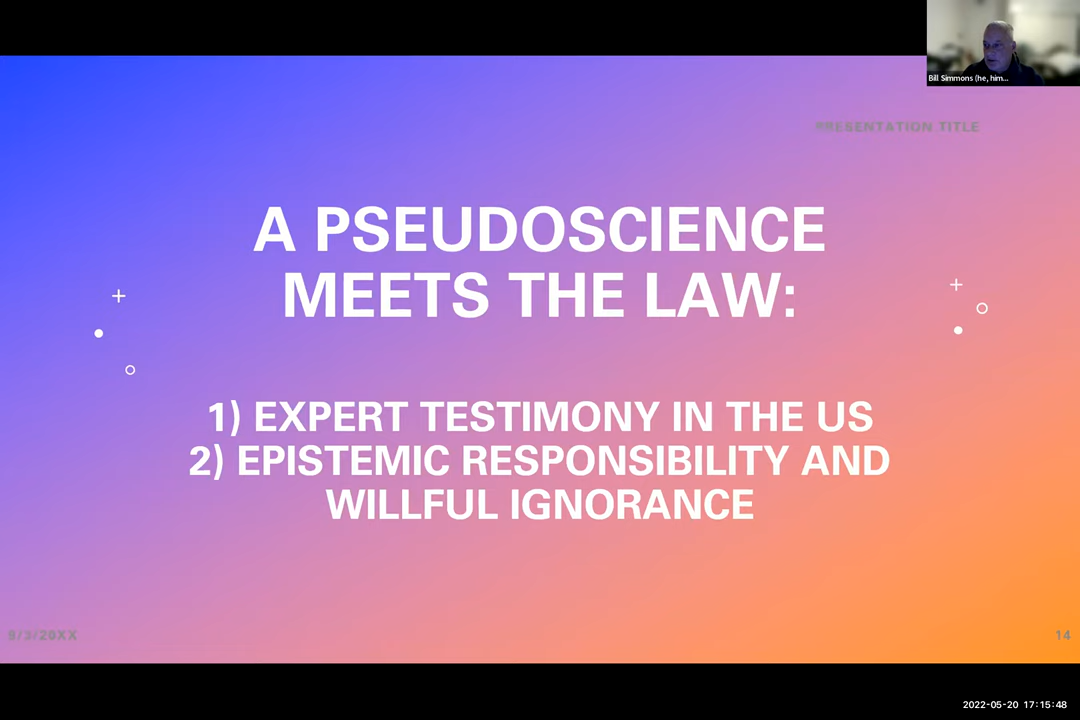 Bill Simmons (he, him...
PRESENTATION TITLE
A PSEUDOSCIENCE
MEETS THE LAW:
1) EXPERT TESTIMONY IN THE US
2) EPISTEMIC RESPONSIBILITY AND
WILLFUL IGNORANCE
9/3/20XX
14
2022-05-20 17:15:48